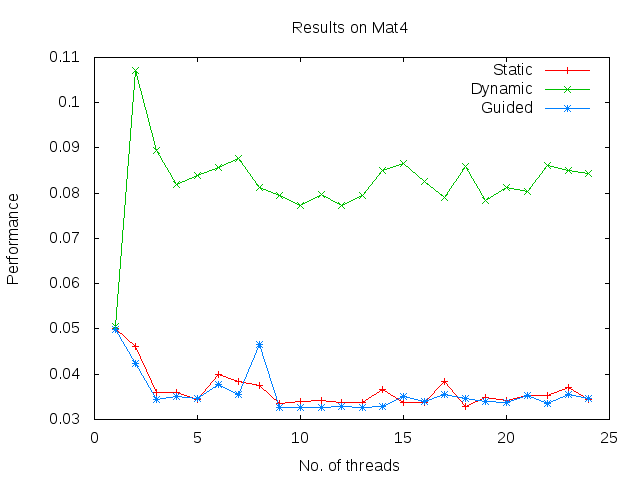 Results on Mat4
Static
Dynamic
Guided
0.11
0.1
0.09
0.08
0.07
0.06
0.05
0.04
0.03
Performance
0
5
10
15
20
25
No. of threads